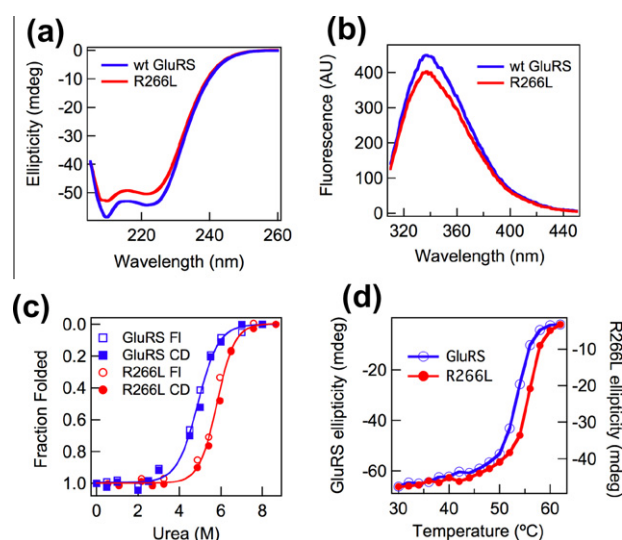 (a)
0
-10
-20
-30
-40
-50
Ellipticity (mdeg)
wt GluRS
R266L
220
240
260
Wavelength (nm)
(b)
400
300
200
100
0
Fluorescence (AU)
wt GluRS
R266L
320
360
400
440
Wavelength (nm)
(c)
0.0
0.2
0.4
0.6
0.8
1.0
Fraction Folded
GluRS Fl
GluRS CD
R266L Fl
R266L CD
0
2
4
6
8
Urea (M)
(d)
-20
-40
-60
GluRS ellipticity (mdeg)
GluRS
R266L
-10
-20
-30
-40
R266L ellipticity (mdeg)
30
40
50
60
Temperature (ºC)